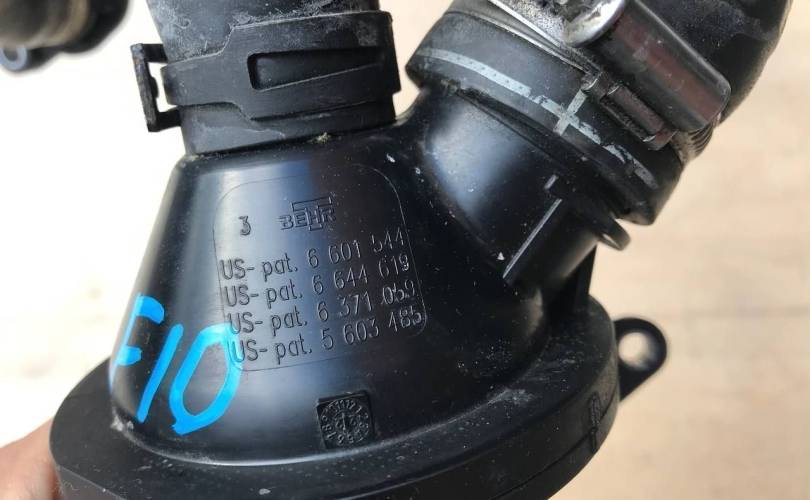 3 BEHR
US- pat. 6 601 544
US- pat. 6 644 619
US- pat. 6 371 059
US- pat. 5 603 485
F10